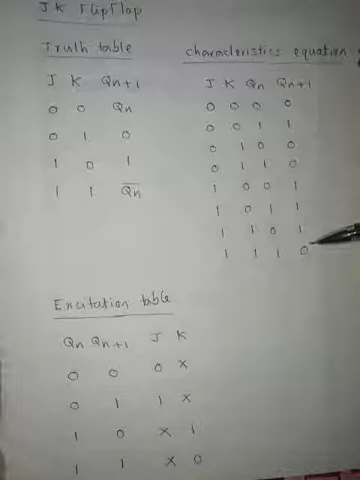 JK FlipFlop
Truth table
J K Qn+1
0 0 Qn
0 1 0
1 0 1
1 1 Q̅n
characteristics equation
J K Qn Qn+1
0 0 0 0
0 0 1 1
0 1 0 0
0 1 1 0
1 0 0 1
1 0 1 1
1 1 0 1
1 1 1 0
Excitation table
Qn Qn+1 J K
0 0 0 X
0 1 1 X
1 0 X 1
1 1 X 0